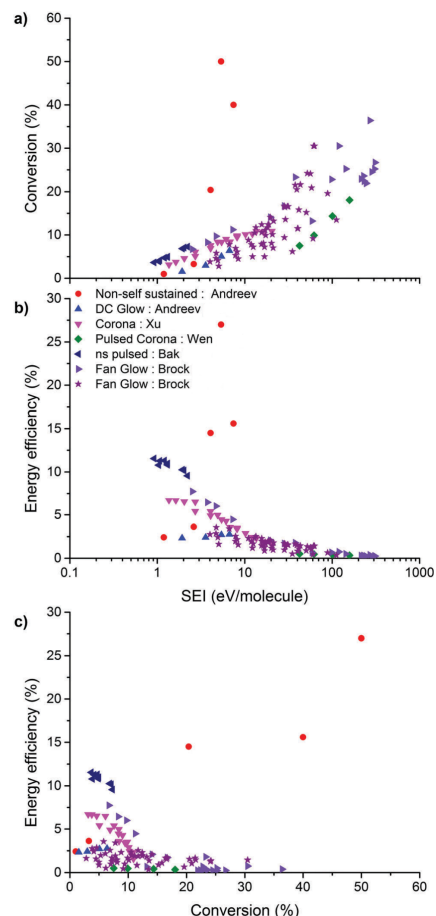 a)
60
50
40
30
20
10
0
Conversion (%)
b)
30
25
20
15
10
5
0
Energy efficiency (%)
Non-self sustained : Andreev
DC Glow : Andreev
Corona : Xu
Pulsed Corona : Wen
ns pulsed : Bak
Fan Glow : Brock
Fan Glow : Brock
0.1 1 10 100 1000
SEI (eV/molecule)
c)
30
25
20
15
10
5
0
Energy efficiency (%)
0 10 20 30 40 50 60
Conversion (%)